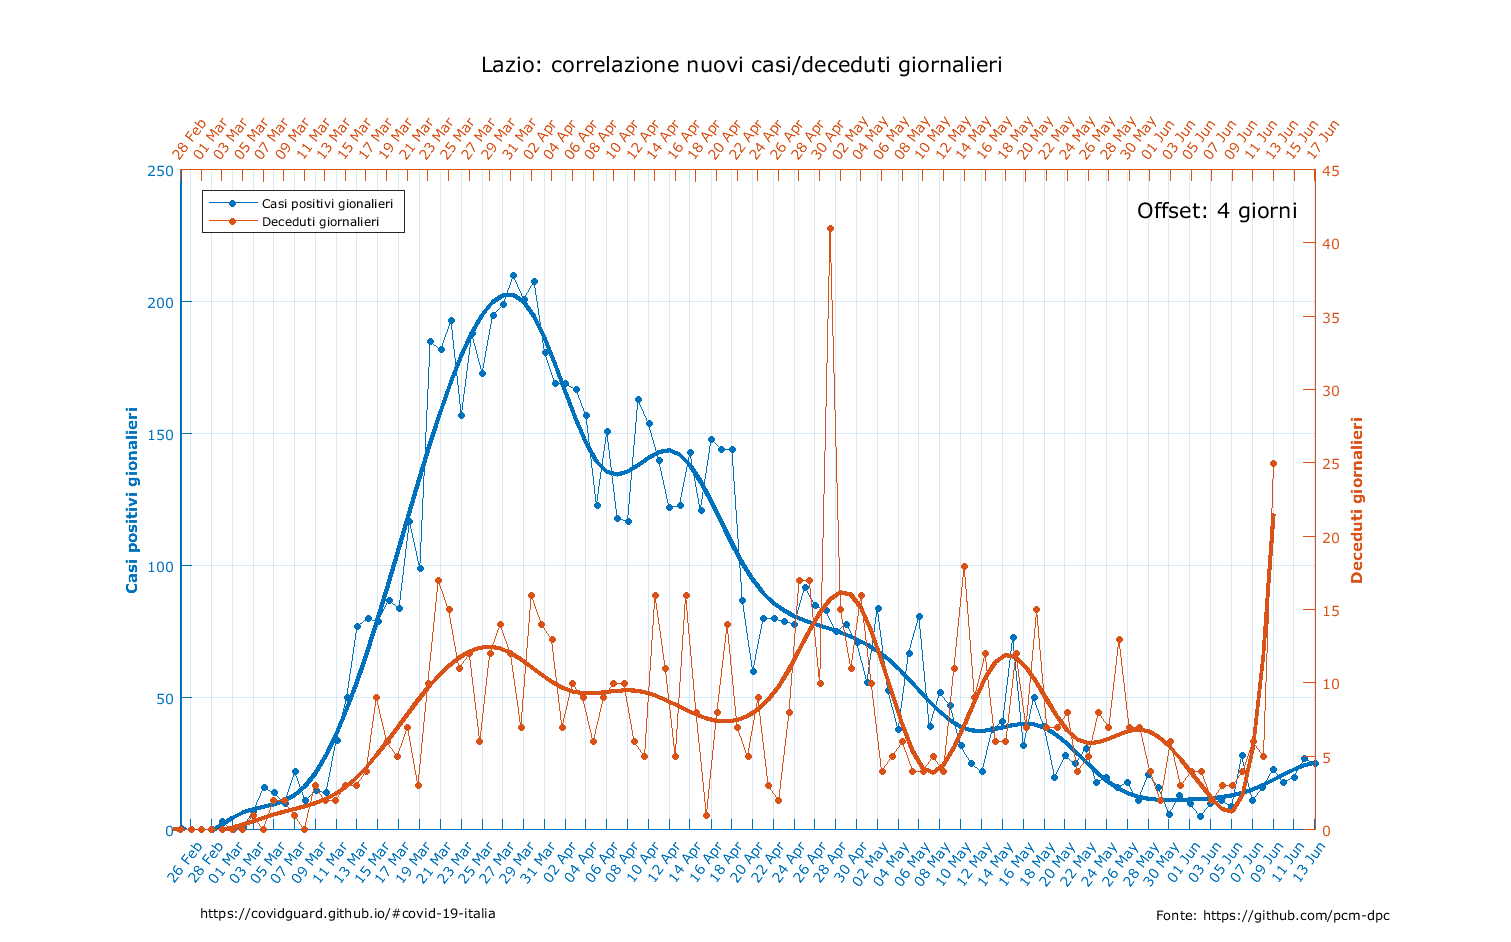 Lazio: correlazione nuovi casi/deceduti giornalieri
28 Feb
01 Mar
03 Mar
05 Mar
07 Mar
09 Mar
11 Mar
13 Mar
15 Mar
17 Mar
19 Mar
21 Mar
23 Mar
25 Mar
27 Mar
29 Mar
31 Mar
02 Apr
04 Apr
06 Apr
08 Apr
10 Apr
12 Apr
14 Apr
16 Apr
18 Apr
20 Apr
22 Apr
24 Apr
26 Apr
28 Apr
30 Apr
02 May
04 May
06 May
08 May
10 May
12 May
14 May
16 May
18 May
20 May
22 May
24 May
26 May
28 May
30 May
01 Jun
03 Jun
05 Jun
07 Jun
09 Jun
11 Jun
13 Jun
15 Jun
17 Jun
Casi positivi gionalieri
Deceduti giornalieri
Offset: 4 giorni
Casi positivi gionalieri
250
200
150
100
50
0
45
40
35
30
25
20
15
10
5
0
Deceduti giornalieri
26 Feb
28 Feb
01 Mar
03 Mar
05 Mar
07 Mar
09 Mar
11 Mar
13 Mar
15 Mar
17 Mar
19 Mar
21 Mar
23 Mar
25 Mar
27 Mar
29 Mar
31 Mar
02 Apr
04 Apr
06 Apr
08 Apr
10 Apr
12 Apr
14 Apr
16 Apr
18 Apr
20 Apr
22 Apr
24 Apr
26 Apr
28 Apr
30 Apr
02 May
04 May
06 May
08 May
10 May
12 May
14 May
16 May
18 May
20 May
22 May
24 May
26 May
28 May
30 May
01 Jun
03 Jun
05 Jun
07 Jun
09 Jun
11 Jun
13 Jun
https://covidguard.github.io/#covid-19-italia
Fonte: https://github.com/pcm-dpc